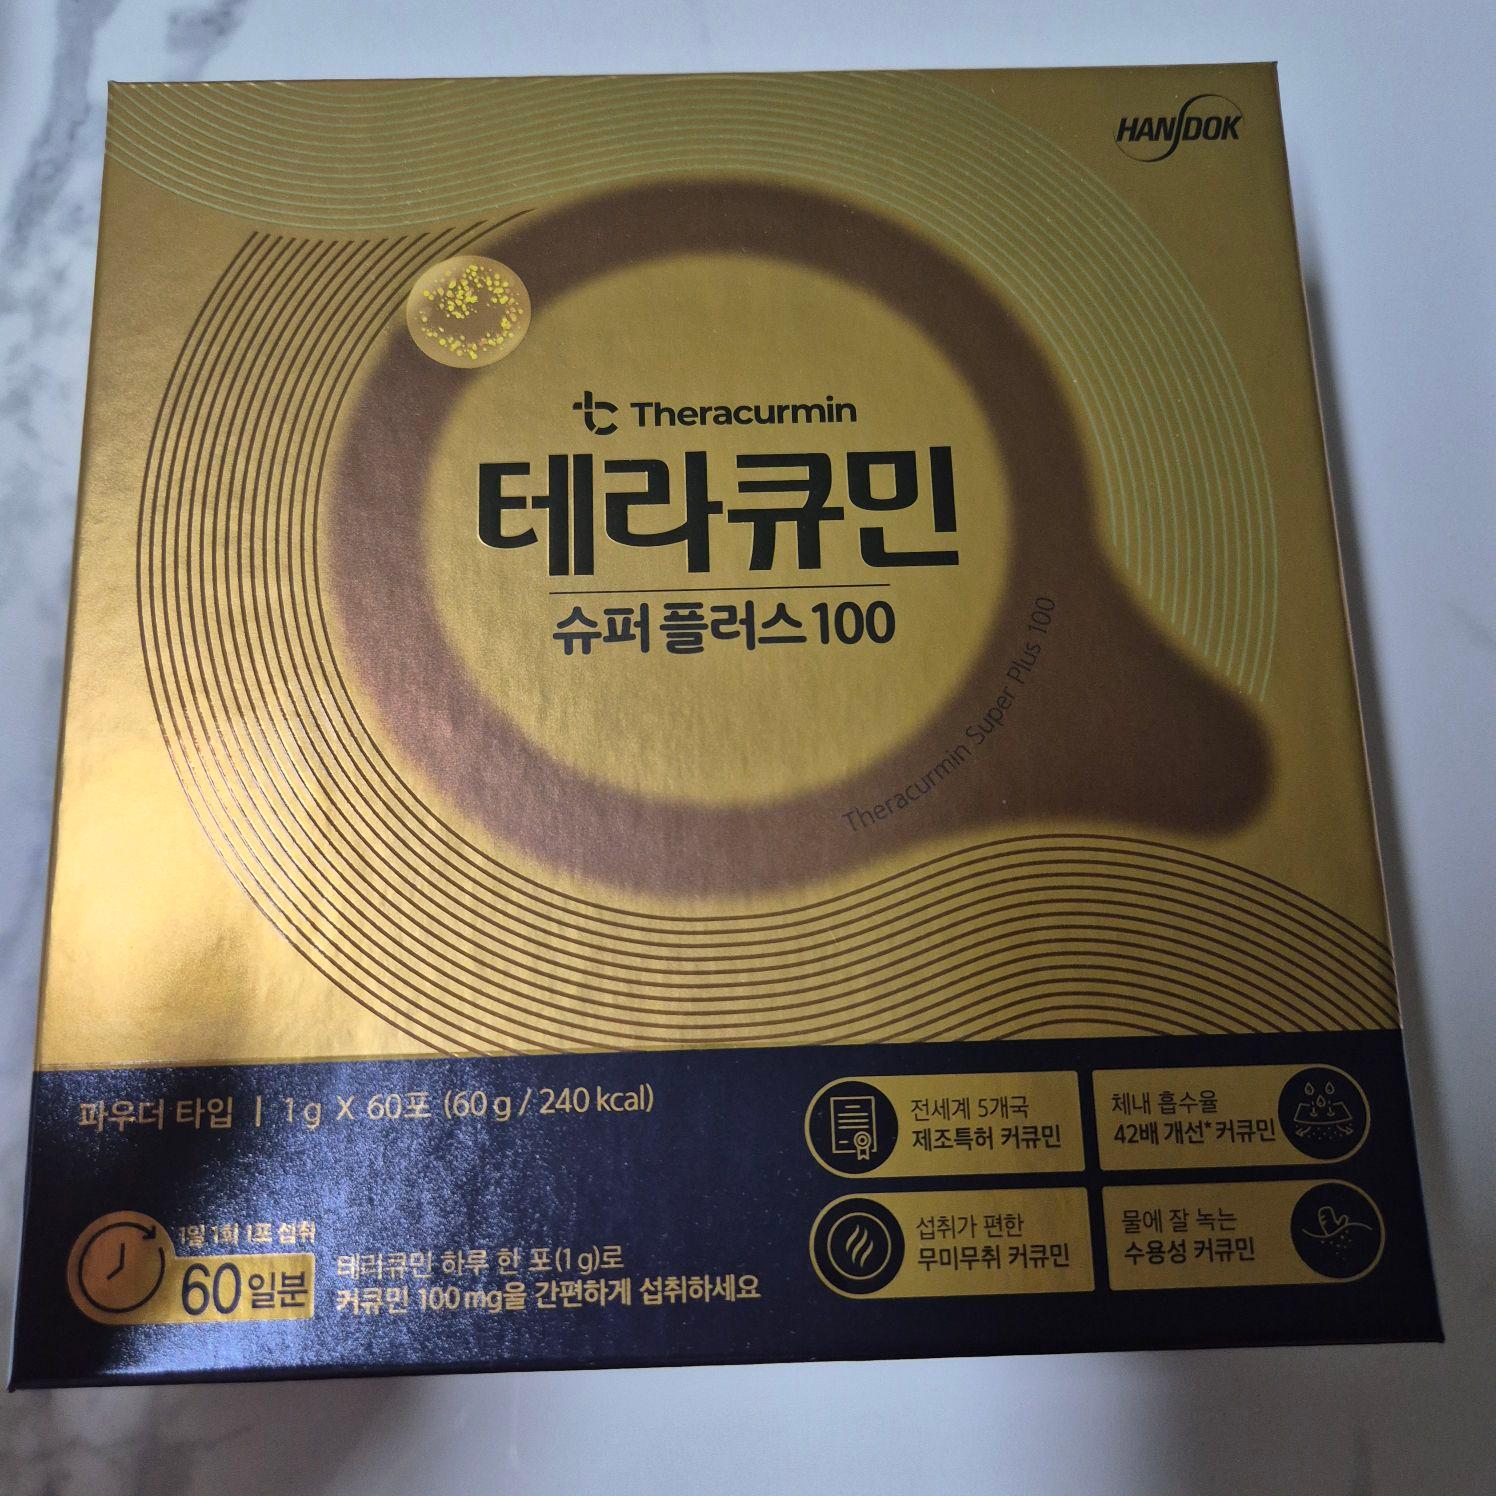 HANDOK
Theracurmin
테라큐민
슈퍼 플러스 100
Theracurmin Super Plus 100
파우더 타입 | 1g X 60포 (60g / 240 kcal)
1일 1회 1포 섭취
60일분
테라큐민 하루 한 포(1g)로
커큐민 100mg을 간편하게 섭취하세요
전세계 5개국
제조특허 커큐민
체내 흡수율
42배 개선* 커큐민
섭취가 편한
무미무취 커큐민
물에 잘 녹는
수용성 커큐민